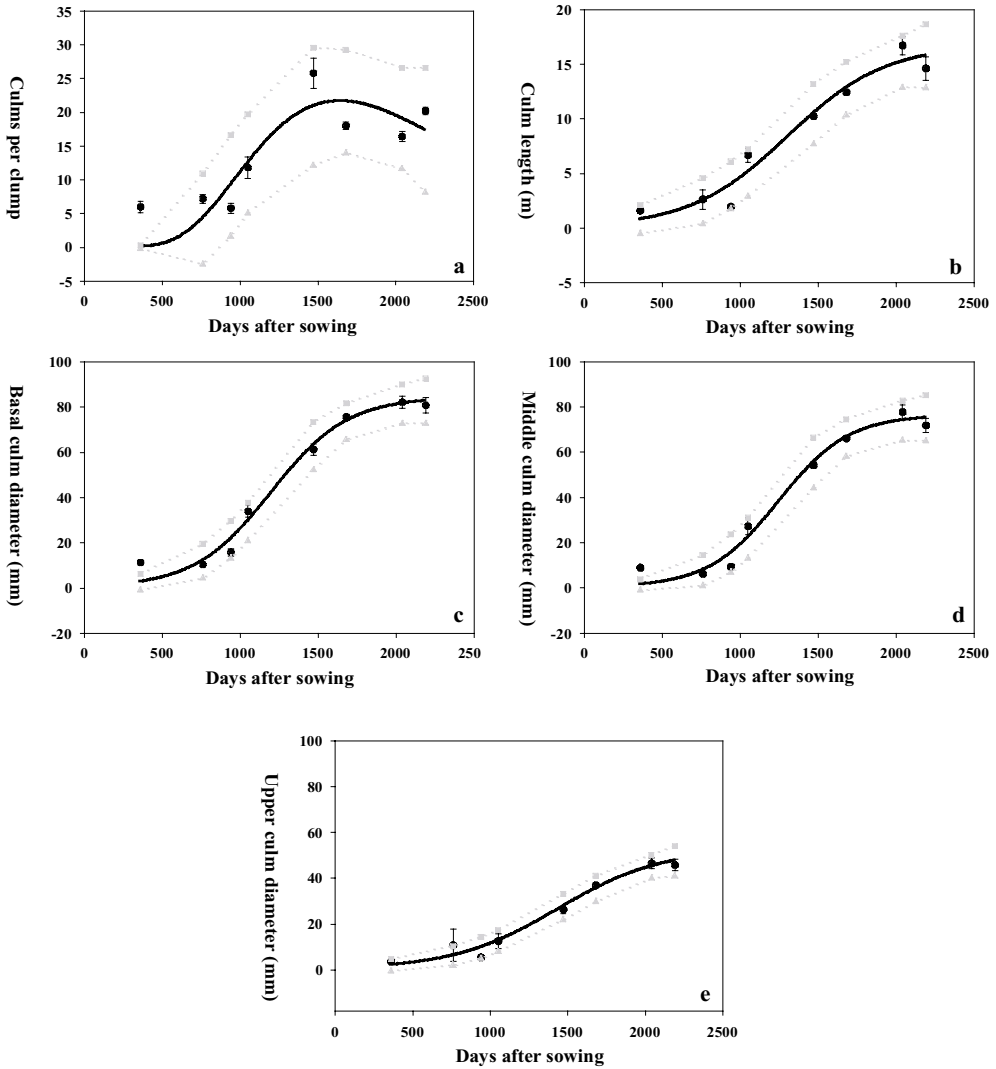 35
30
25
20
15
10
5
0
-5
Culms per clump
a
0 500 1000 1500 2000 2500
Days after sowing
20
15
10
5
0
-5
Culm length (m)
b
0 500 1000 1500 2000 2500
Days after sowing
100
80
60
40
20
0
-20
Basal culm diameter (mm)
c
0 500 1000 1500 2000 250
Days after sowing
100
80
60
40
20
0
-20
Middle culm diameter (mm)
d
0 500 1000 1500 2000 2500
Days after sowing
100
80
60
40
20
0
Upper culm diameter (mm)
e
0 500 1000 1500 2000 2500
Days after sowing